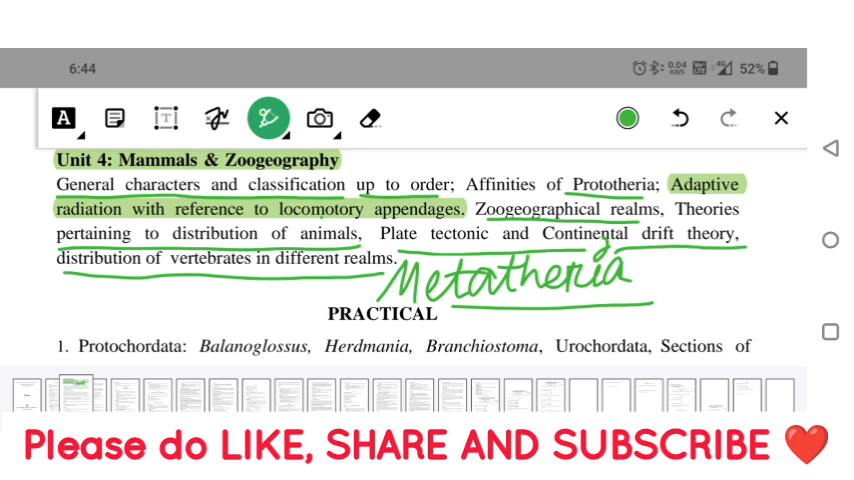 6:44
0.04 KB/S
4G
52%
A
T
Unit 4: Mammals & Zoogeography
General characters and classification up to order; Affinities of Prototheria; Adaptive
radiation with reference to locomotory appendages. Zoogeographical realms, Theories
pertaining to distribution of animals, Plate tectonic and Continental drift theory,
distribution of vertebrates in different realms.
Metatheria
PRACTICAL
1. Protochordata: Balanoglossus, Herdmania, Branchiostoma, Urochordata, Sections of
Please do LIKE, SHARE AND SUBSCRIBE ❤️